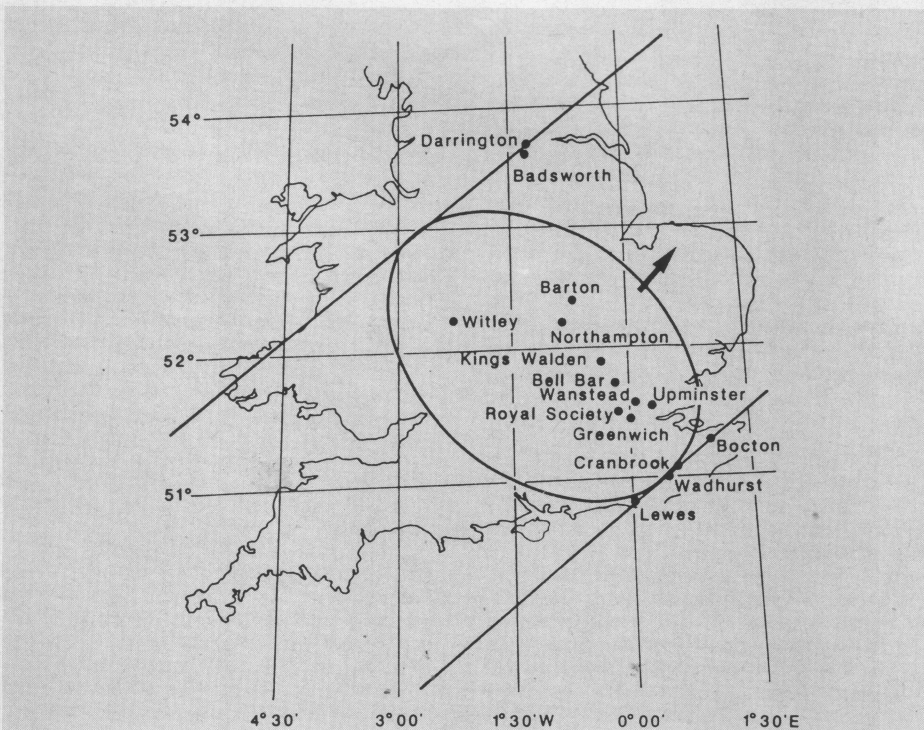 54°
Darrington
Badsworth
53°
Barton
Witley
Northampton
52°
Kings Walden
Bell Bar
Wanstead
Upminster
Royal Society
Greenwich
Bocton
Cranbrook
Wadhurst
51°
Lewes
4°30'
3°00'
1°30'W
0°00'
1°30'E